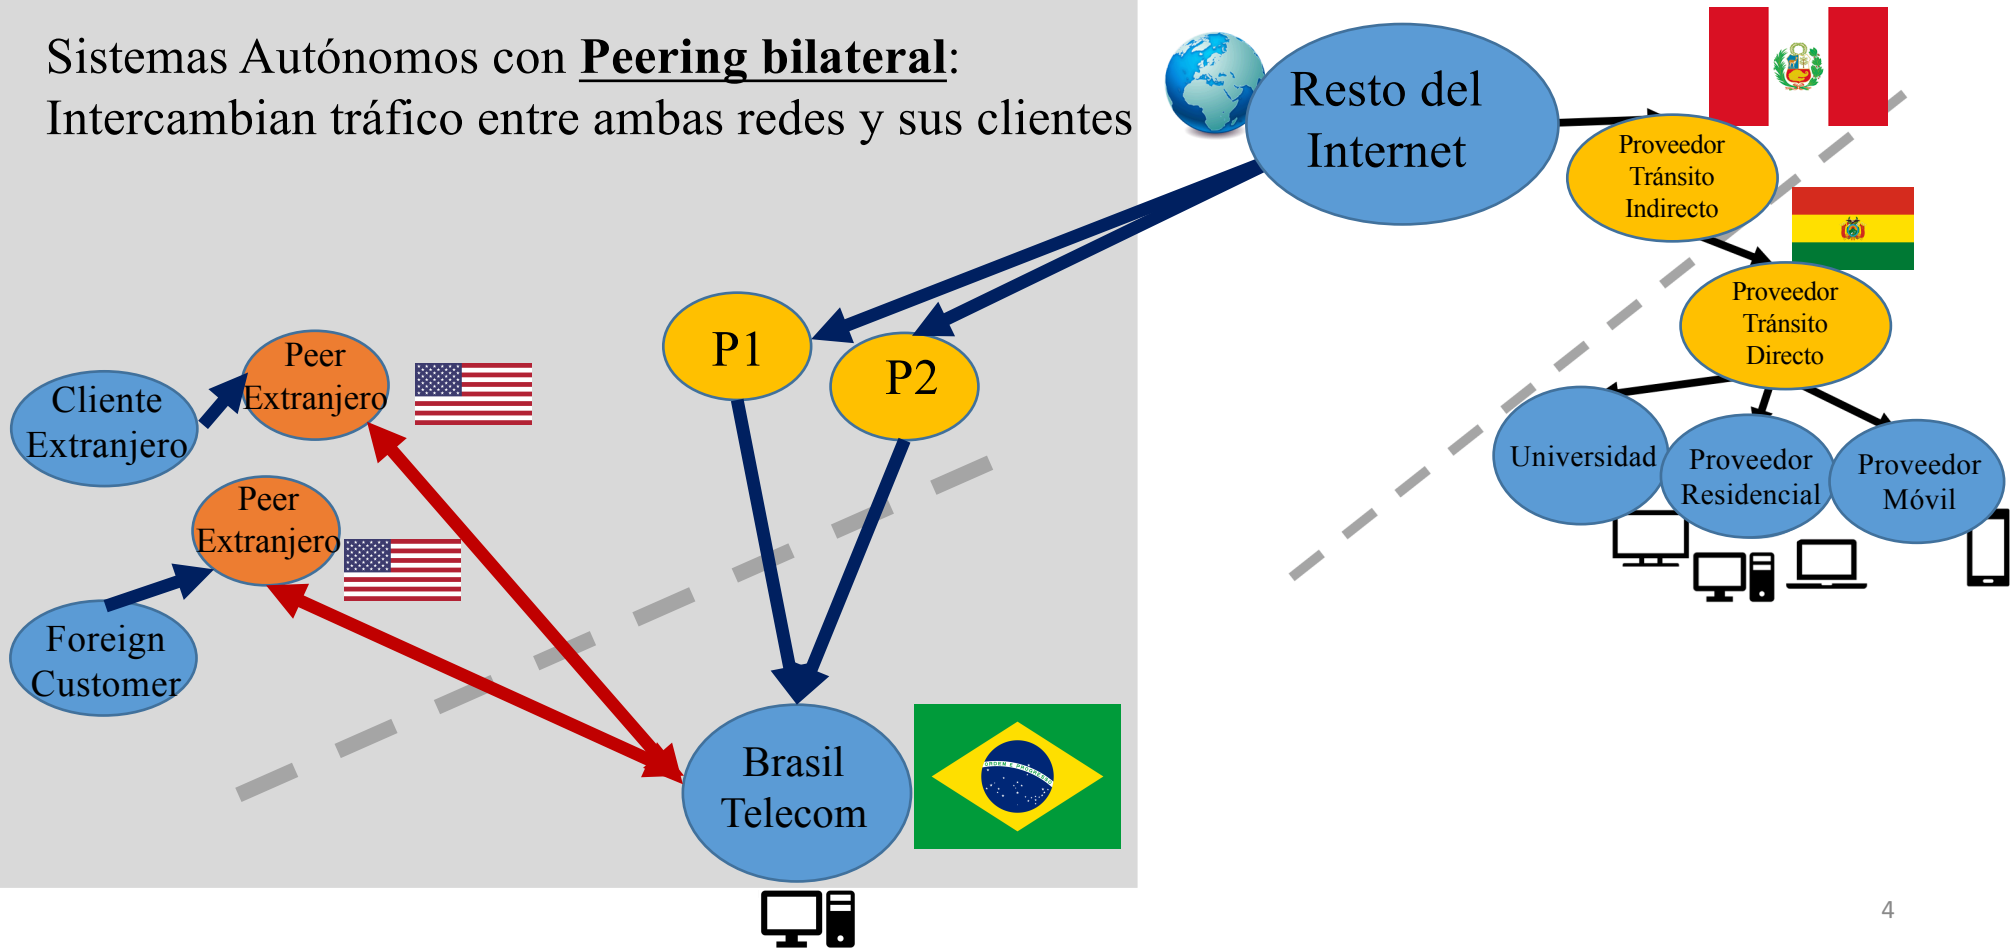 Sistemas Autónomos con Peering bilateral:
Intercambian tráfico entre ambas redes y sus clientes
Resto del
Internet
Proveedor
Tránsito
Indirecto
Proveedor
Tránsito
Directo
Universidad
Proveedor
Residencial
Proveedor
Móvil
P1
P2
Peer
Extranjero
Cliente
Extranjero
Peer
Extranjero
Foreign
Customer
Brasil
Telecom
ORDEM E PROGRESSO
4